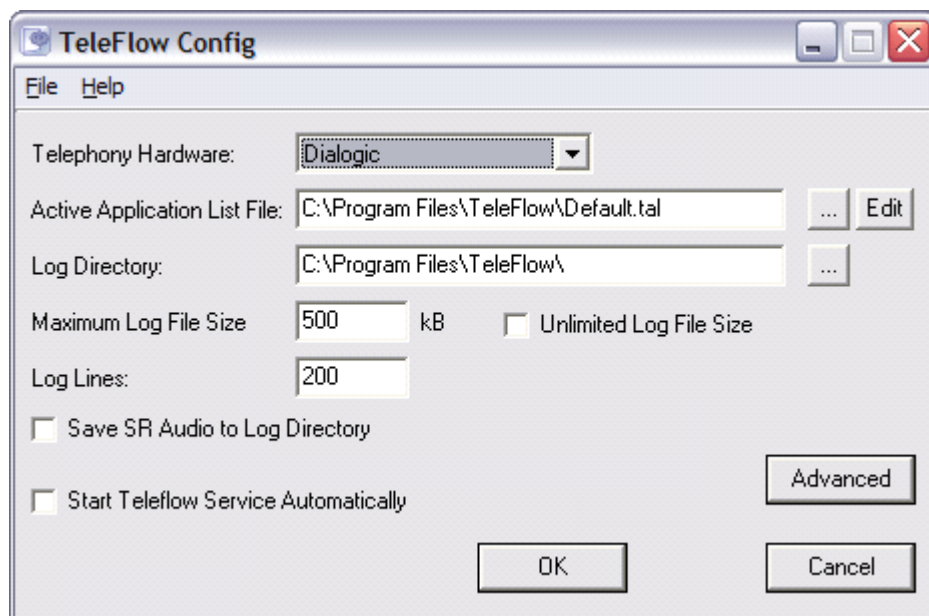 TeleFlow Config
File Help
Telephony Hardware: Dialogic
Active Application List File: C:\Program Files\TeleFlow\Default.tal ... Edit
Log Directory: C:\Program Files\TeleFlow\ ...
Maximum Log File Size 500 kB Unlimited Log File Size
Log Lines: 200
Save SR Audio to Log Directory
Advanced
Start Teleflow Service Automatically
OK Cancel